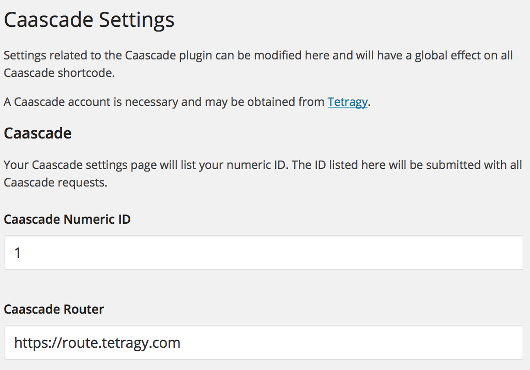 Caascade Settings
Settings related to the Caascade plugin can be modified here and will have a global effect on all
Caascade shortcode.
A Caascade account is necessary and may be obtained from Tetragy.
Caascade
Your Caascade settings page will list your numeric ID. The ID listed here will be submitted with all
Caascade requests.
Caascade Numeric ID
1
Caascade Router
https://route.tetragy.com